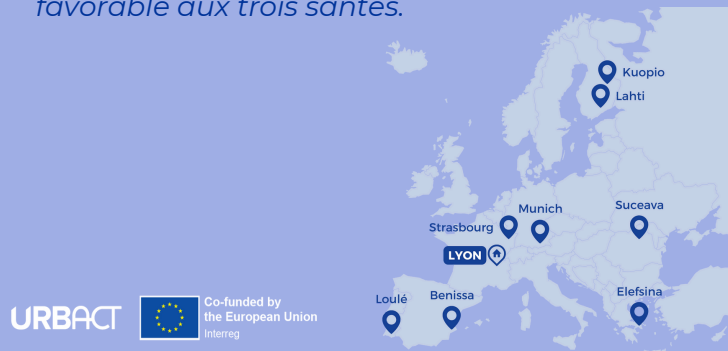 favorable aux trois santés.
Kuopio
Lahti
Suceava
Munich
Strasbourg
LYON
Elefsina
Benissa
Loulé
URBACT
Co-funded by
the European Union
Interreg